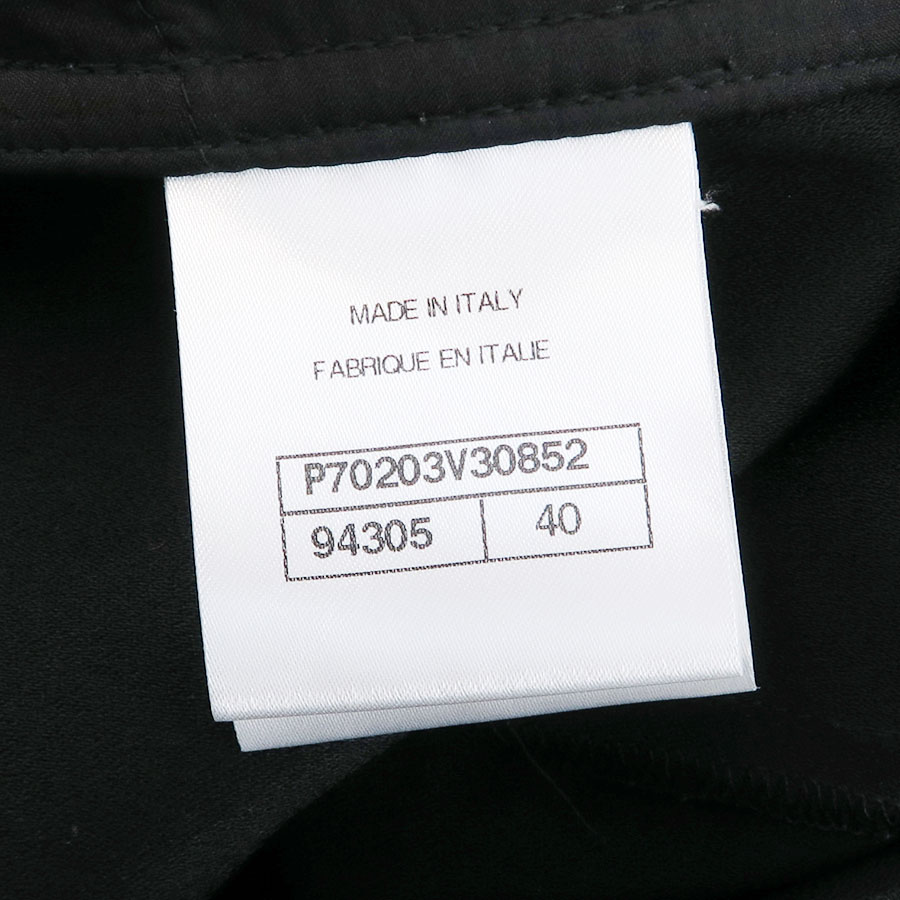 MADE IN ITALY
FABRIQUE EN ITALIE
P70203V30852
94305 40